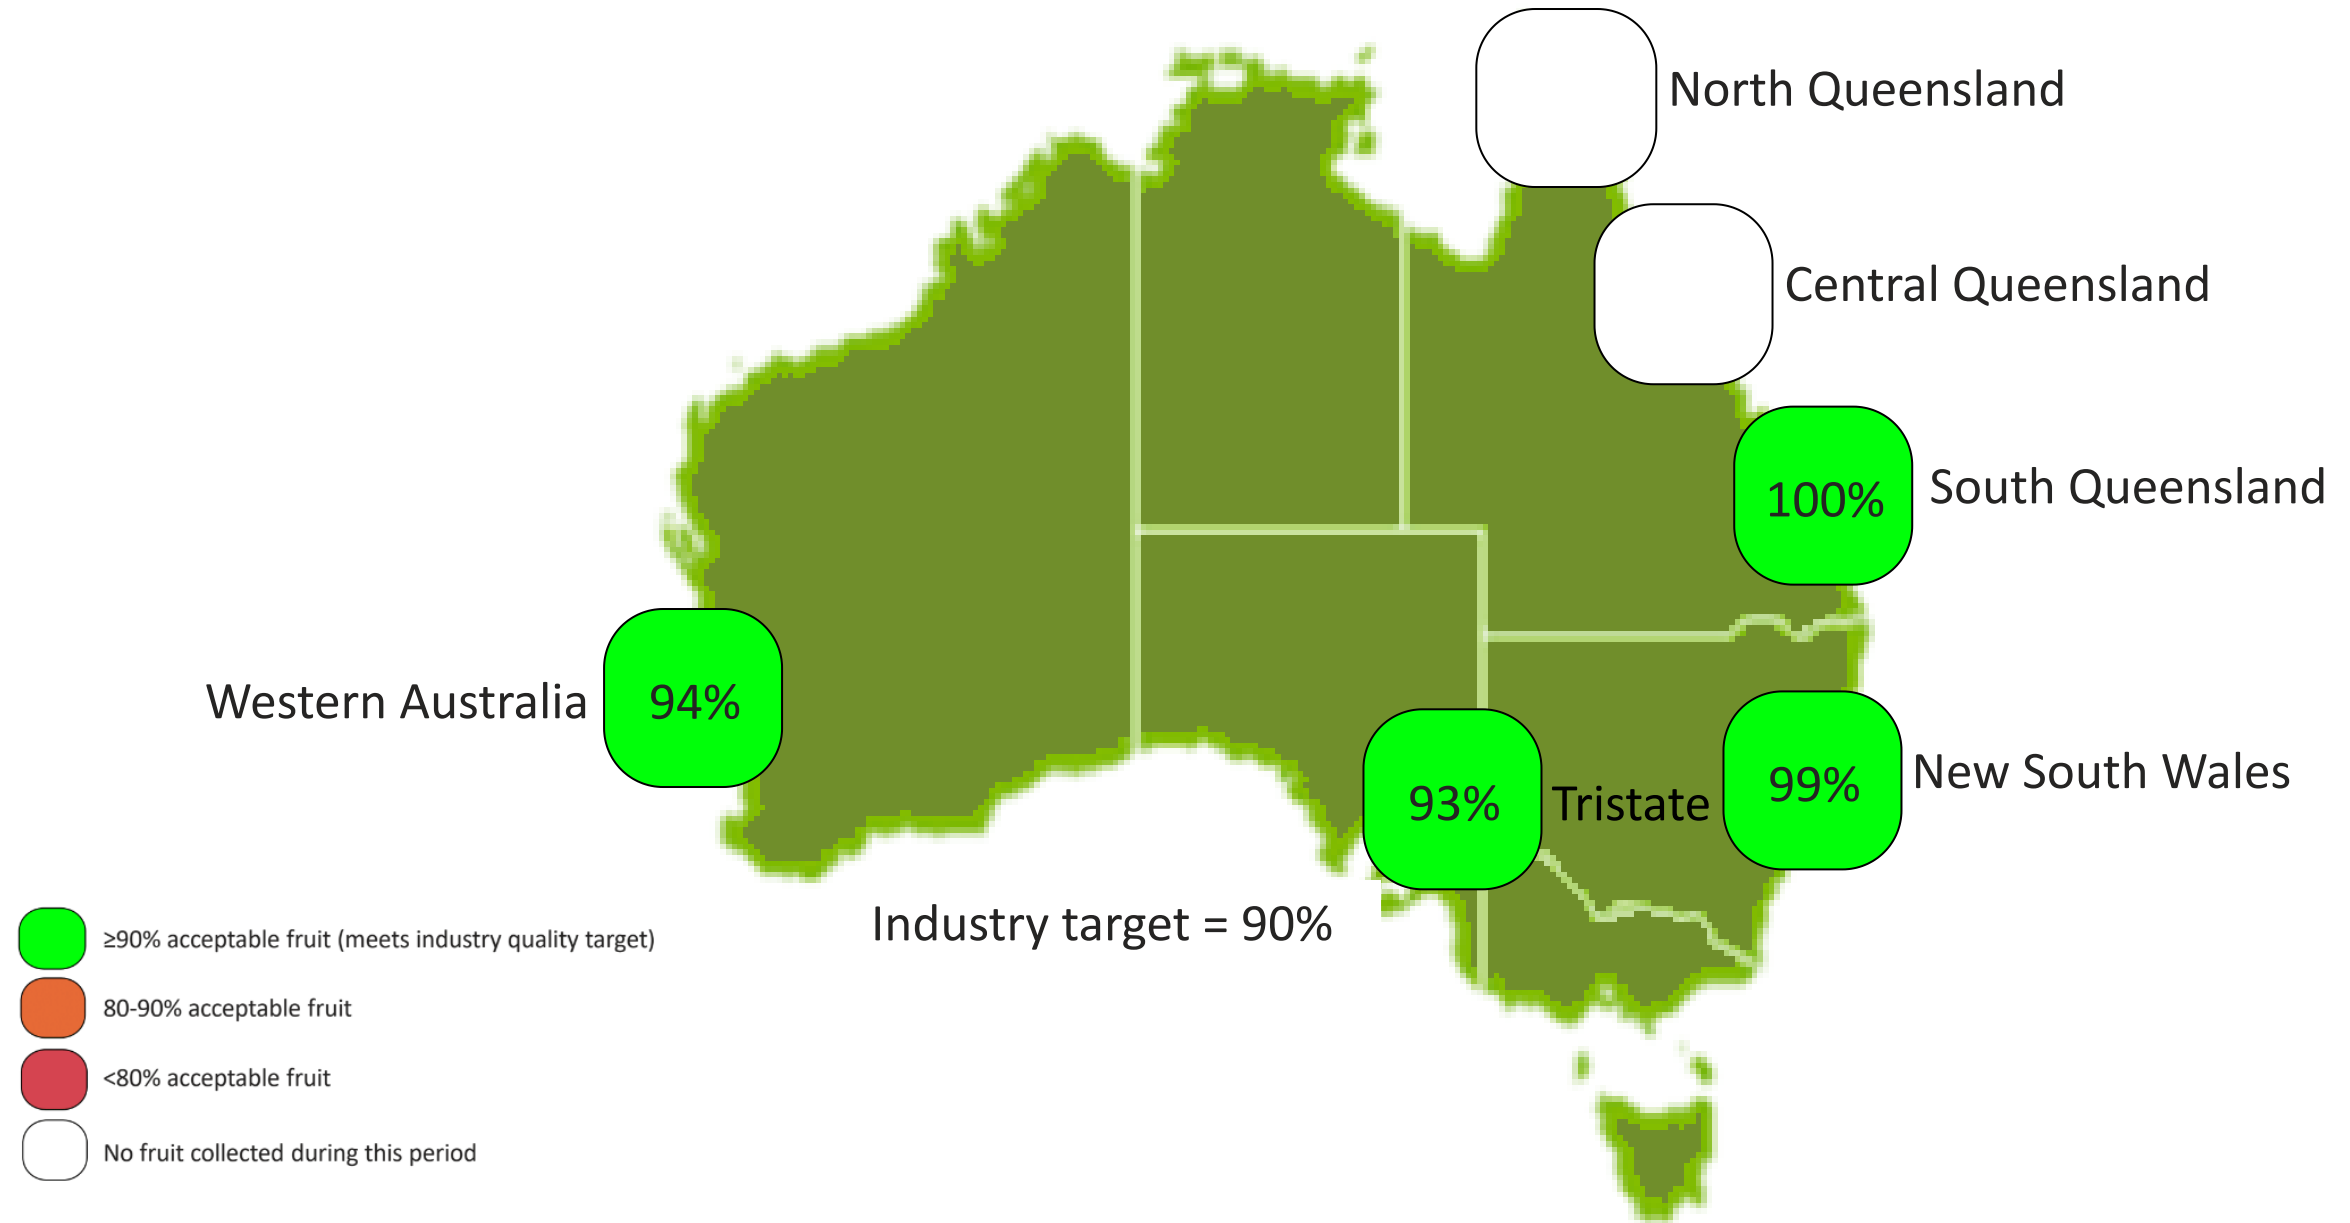 North Queensland
Central Queensland
100% South Queensland
Western Australia 94%
93% Tristate 99% New South Wales
Industry target = 90%
≥90% acceptable fruit (meets industry quality target)
80-90% acceptable fruit
<80% acceptable fruit
No fruit collected during this period